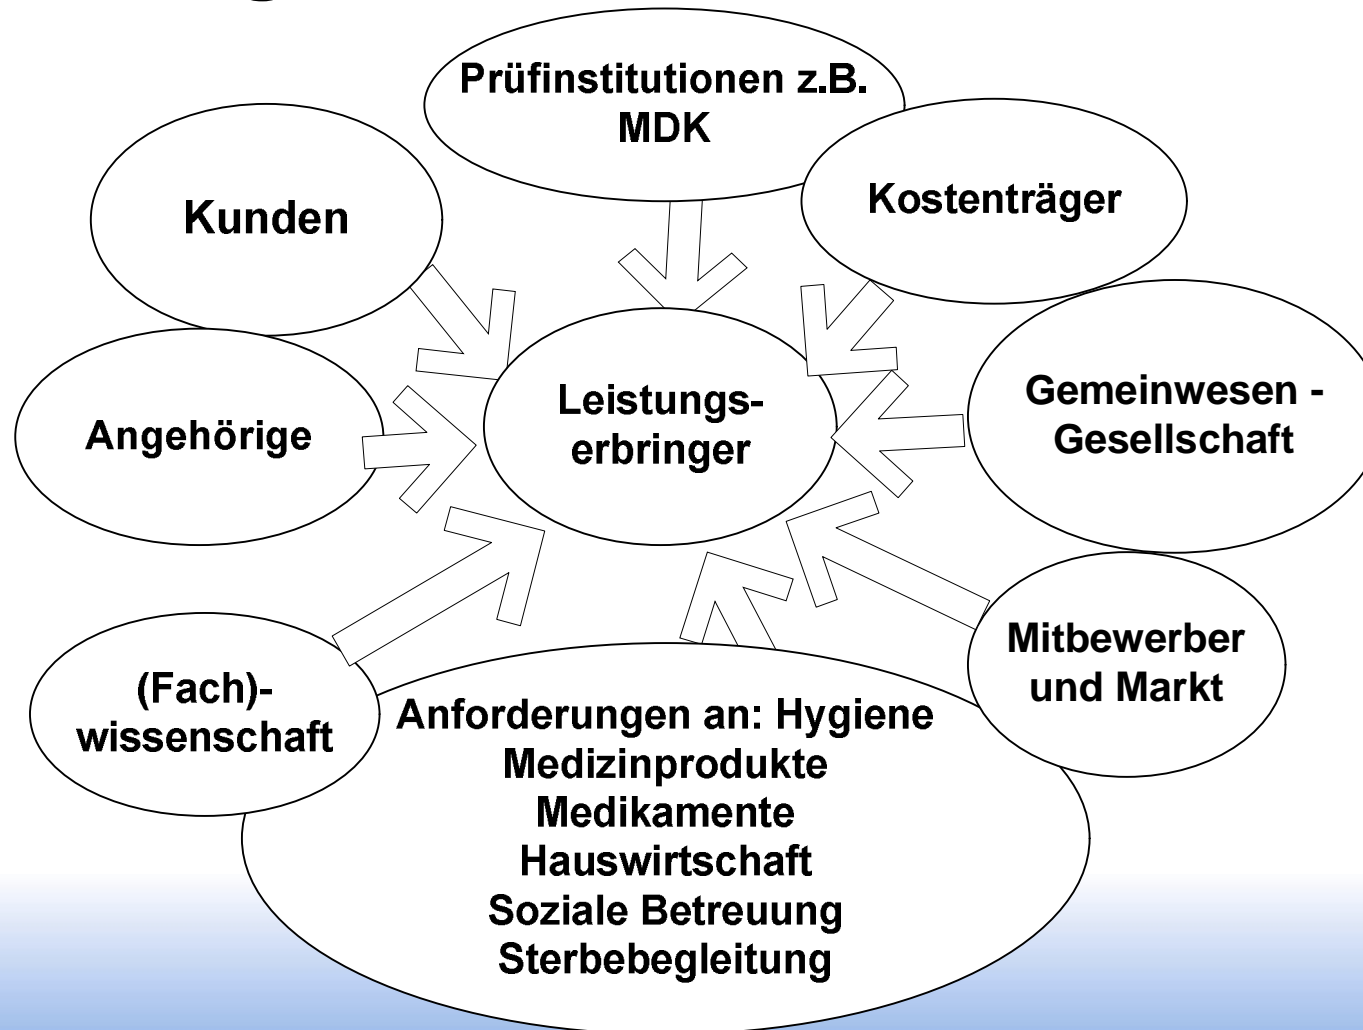 Prüfinstitutionen z.B.
MDK
Kunden
Kostenträger
Angehörige
Leistungs-
erbringer
Gemeinwesen -
Gesellschaft
(Fach)-
wissenschaft
Mitbewerber
und Markt
Anforderungen an: Hygiene
Medizinprodukte
Medikamente
Hauswirtschaft
Soziale Betreuung
Sterbebegleitung